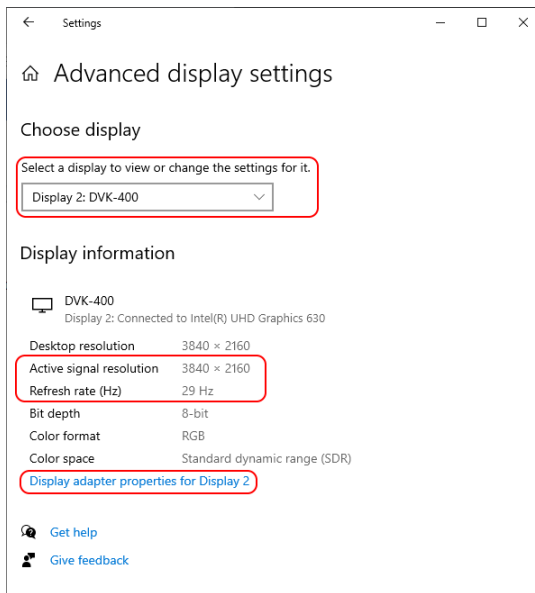 Settings
Advanced display settings
Choose display
Select a display to view or change the settings for it.
Display 2: DVK-400
Display information
DVK-400
Display 2: Connected to Intel(R) UHD Graphics 630
Desktop resolution 3840 × 2160
Active signal resolution 3840 × 2160
Refresh rate (Hz) 29 Hz
Bit depth 8-bit
Color format RGB
Color space Standard dynamic range (SDR)
Display adapter properties for Display 2
Get help
Give feedback